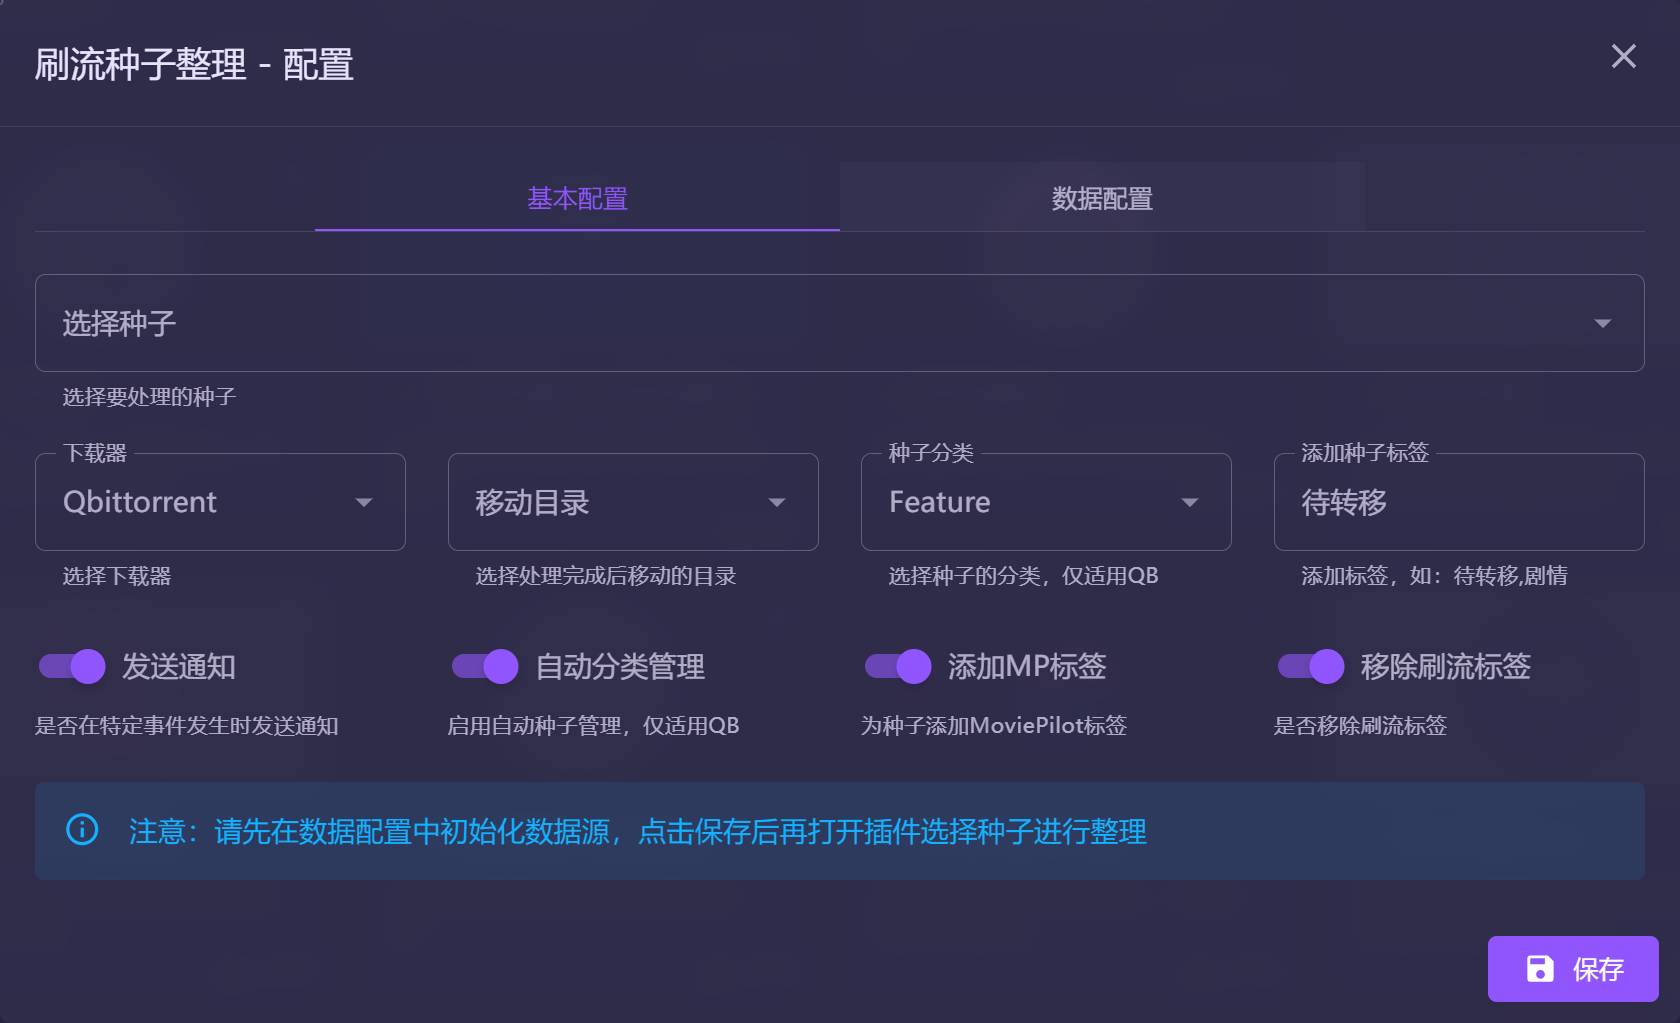 刷流种子整理 - 配置
基本配置
数据配置
选择种子
选择要处理的种子
下载器
Qbittorrent
选择下载器
移动目录
选择处理完成后移动的目录
种子分类
Feature
选择种子的分类，仅适用QB
添加种子标签
待转移
添加标签，如：待转移,剧情
发送通知
是否在特定事件发生时发送通知
自动分类管理
启用自动种子管理，仅适用QB
添加MP标签
为种子添加MoviePilot标签
移除刷流标签
是否移除刷流标签
注意：请先在数据配置中初始化数据源，点击保存后再打开插件选择种子进行整理
保存